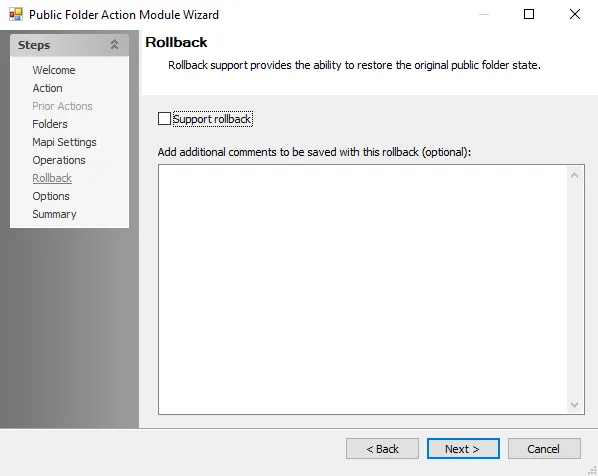 Public Folder Action Module Wizard
Steps
Welcome
Action
Prior Actions
Folders
Mapi Settings
Operations
Rollback
Options
Summary
Rollback
Rollback support provides the ability to restore the original public folder state.
Support rollback
Add additional comments to be saved with this rollback (optional):
< Back
Next >
Cancel